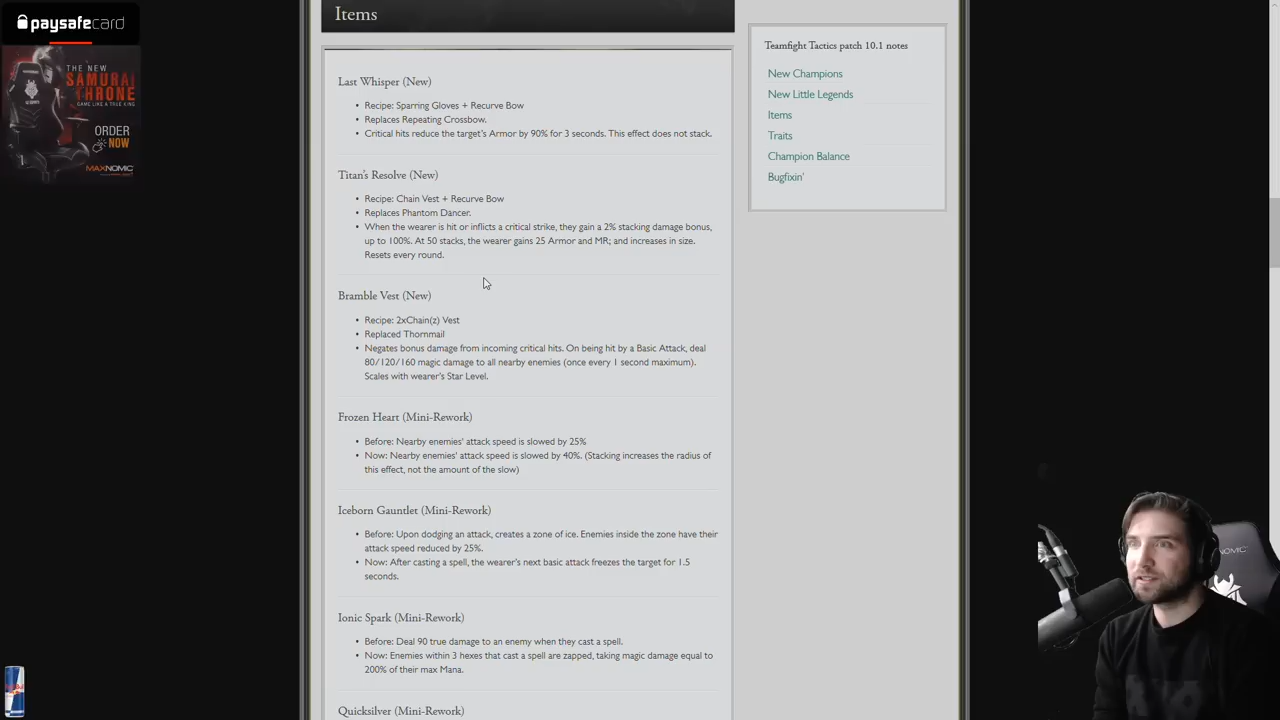 paysafecard
THE NEW
SAMURAI
THRONE
GAME LIKE A TRUE KING
ORDER
NOW
MAXNOMIC
Items
Last Whisper (New)
• Recipe: Sparring Gloves + Recurve Bow
• Replaces Repeating Crossbow.
• Critical hits reduce the target's Armor by 90% for 3 seconds. This effect does not stack.
Titan's Resolve (New)
• Recipe: Chain Vest + Recurve Bow
• Replaces Phantom Dancer.
• When the wearer is hit or inflicts a critical strike, they gain a 2% stacking damage bonus,
up to 100%. At 50 stacks, the wearer gains 25 Armor and MR; and increases in size.
Resets every round.
Bramble Vest (New)
• Recipe: 2xChain(z) Vest
• Replaced Thornmail
• Negates bonus damage from incoming critical hits. On being hit by a Basic Attack, deal
80/120/160 magic damage to all nearby enemies (once every 1 second maximum).
Scales with wearer's Star Level.
Frozen Heart (Mini-Rework)
• Before: Nearby enemies' attack speed is slowed by 25%
• Now: Nearby enemies' attack speed is slowed by 40%. (Stacking increases the radius of
this effect, not the amount of the slow)
Iceborn Gauntlet (Mini-Rework)
• Before: Upon dodging an attack, creates a zone of ice. Enemies inside the zone have their
attack speed reduced by 25%.
• Now: After casting a spell, the wearer's next basic attack freezes the target for 1.5
seconds.
Ionic Spark (Mini-Rework)
• Before: Deal 90 true damage to an enemy when they cast a spell.
• Now: Enemies within 3 hexes that cast a spell are zapped, taking magic damage equal to
200% of their max Mana.
Quicksilver (Mini-Rework)
Teamfight Tactics patch 10.1 notes
New Champions
New Little Legends
Items
Traits
Champion Balance
Bugfixin'